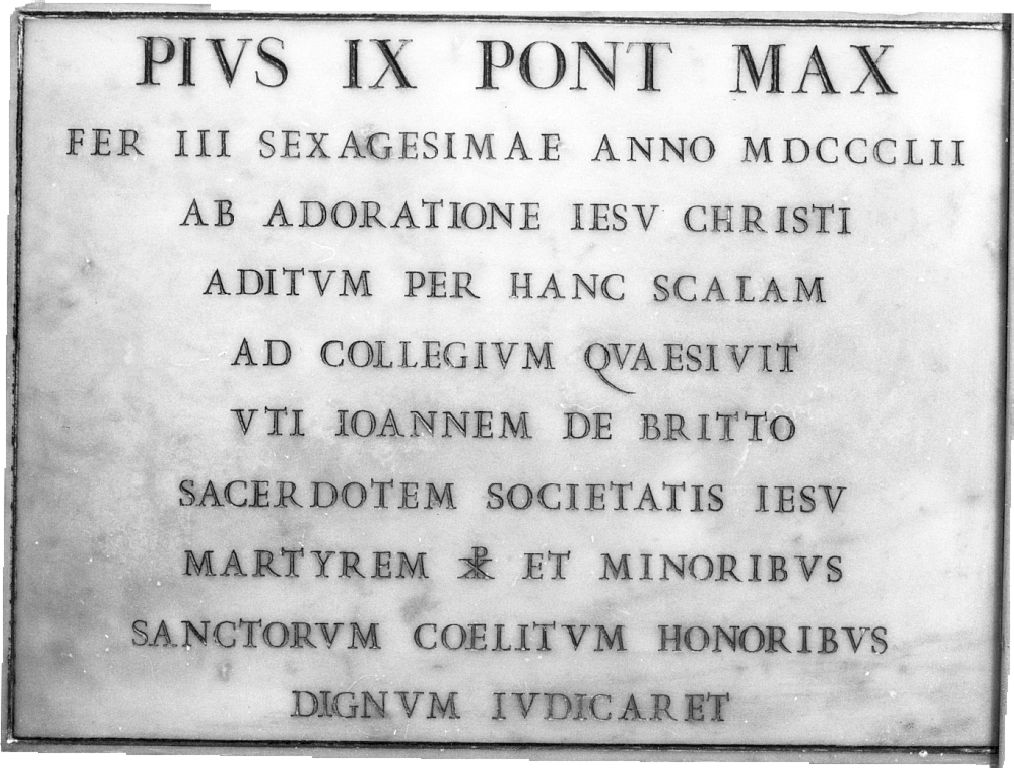 PIVS IX PONT MAX
FER III SEXAGESIMAE ANNO MDCCCLII
AB ADORATIONE IESV CHRISTI
ADITVM PER HANC SCALAM
AD COLLEGIVM QVAESIVIT
VTI IOANNEM DE BRITTO
SACERDOTEM SOCIETATIS IESV
MARTYREM ☧ ET MINORIBVS
SANCTORVM COELITVM HONORIBVS
DIGNVM IVDICARET